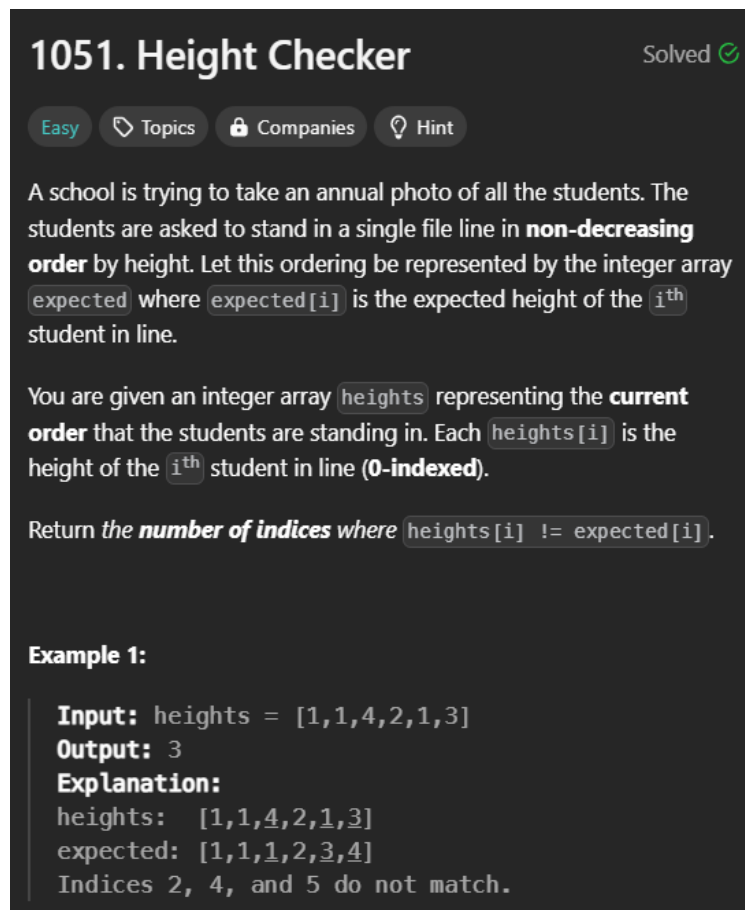 1051. Height Checker
Solved
Easy Topics Companies Hint
A school is trying to take an annual photo of all the students. The
students are asked to stand in a single file line in non-decreasing
order by height. Let this ordering be represented by the integer array
expected where expected[i] is the expected height of the ith
student in line.
You are given an integer array heights representing the current
order that the students are standing in. Each heights[i] is the
height of the ith student in line (0-indexed).
Return the number of indices where heights[i] != expected[i].
Example 1:
Input: heights = [1,1,4,2,1,3]
Output: 3
Explanation:
heights:  [1,1,4,2,1,3]
expected: [1,1,1,2,3,4]
Indices 2, 4, and 5 do not match.